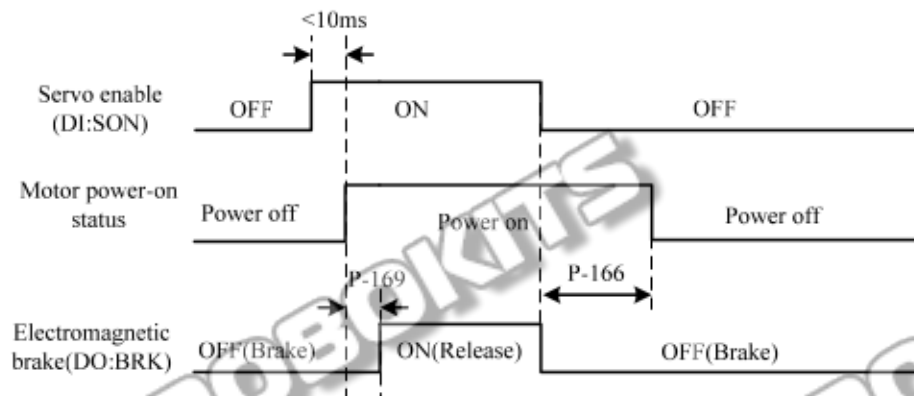 <10ms
Servo enable
(DI:SON)
OFF
ON
OFF
Motor power-on
status
Power off
Power on
Power off
P-169
P-166
Electromagnetic
brake(DO:BRK)
OFF(Brake)
ON(Release)
OFF(Brake)
ROBOKITS